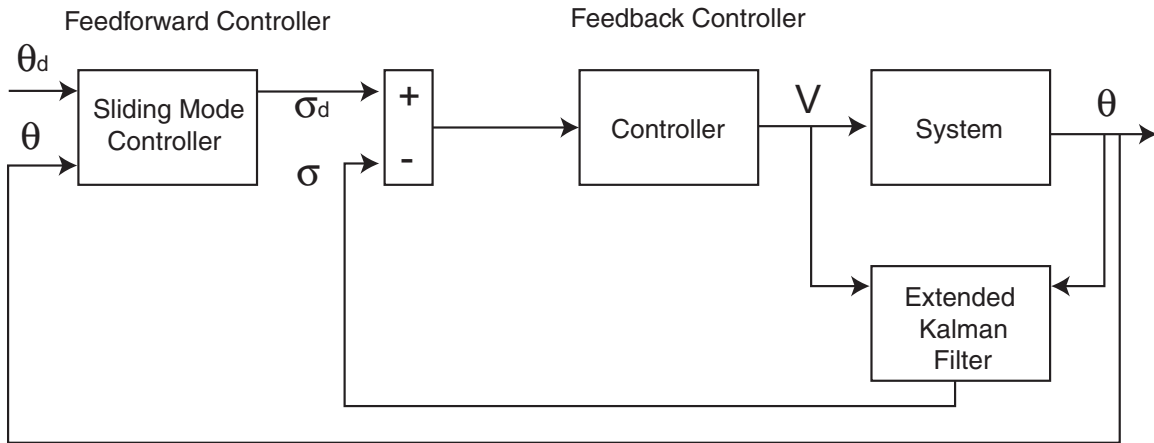 Feedforward Controller
Feedback Controller
θd
θ
Sliding Mode
Controller
σd
σ
+
-
Controller
V
System
θ
Extended
Kalman
Filter